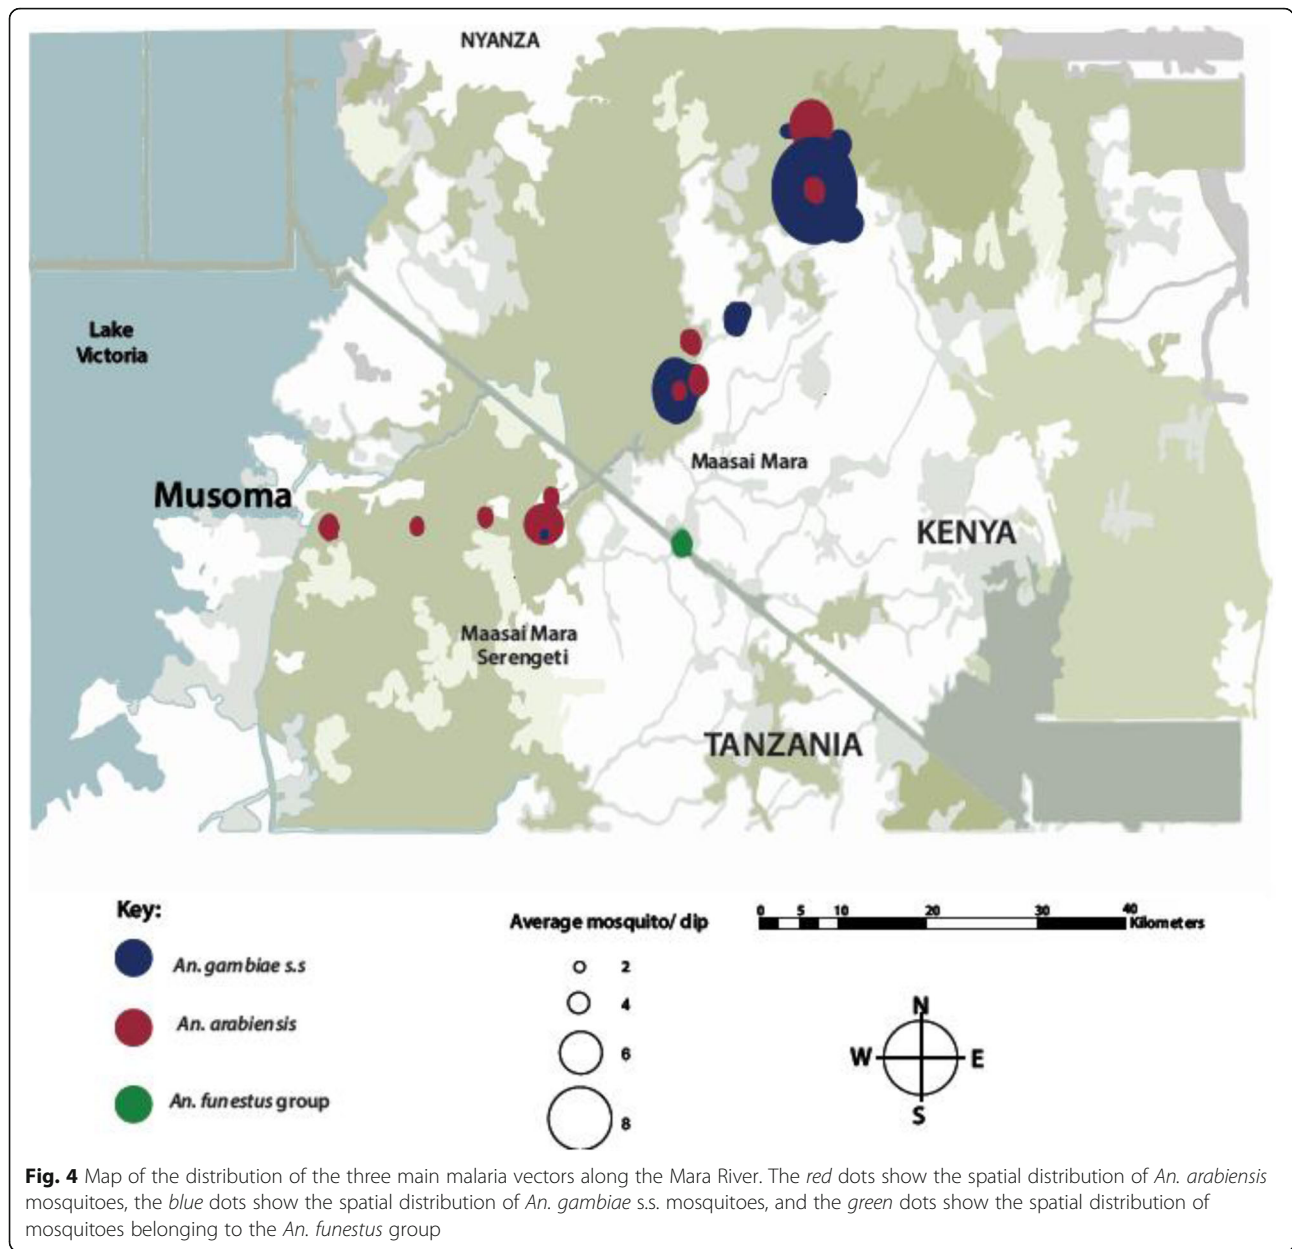 NYANZA
Lake
Victoria
Maasai Mara
Musoma
KENYA
Maasai Mara
Serengeti
TANZANIA
Key:
An. gambiae s.s
An. arabiensis
An. funestus group
Average mosquito/ dip
2
4
6
8
0 5 10 20 30 40
Kilometers
N
W E
S
Fig. 4 Map of the distribution of the three main malaria vectors along the Mara River. The red dots show the spatial distribution of An. arabiensis
mosquitoes, the blue dots show the spatial distribution of An. gambiae s.s. mosquitoes, and the green dots show the spatial distribution of
mosquitoes belonging to the An. funestus group